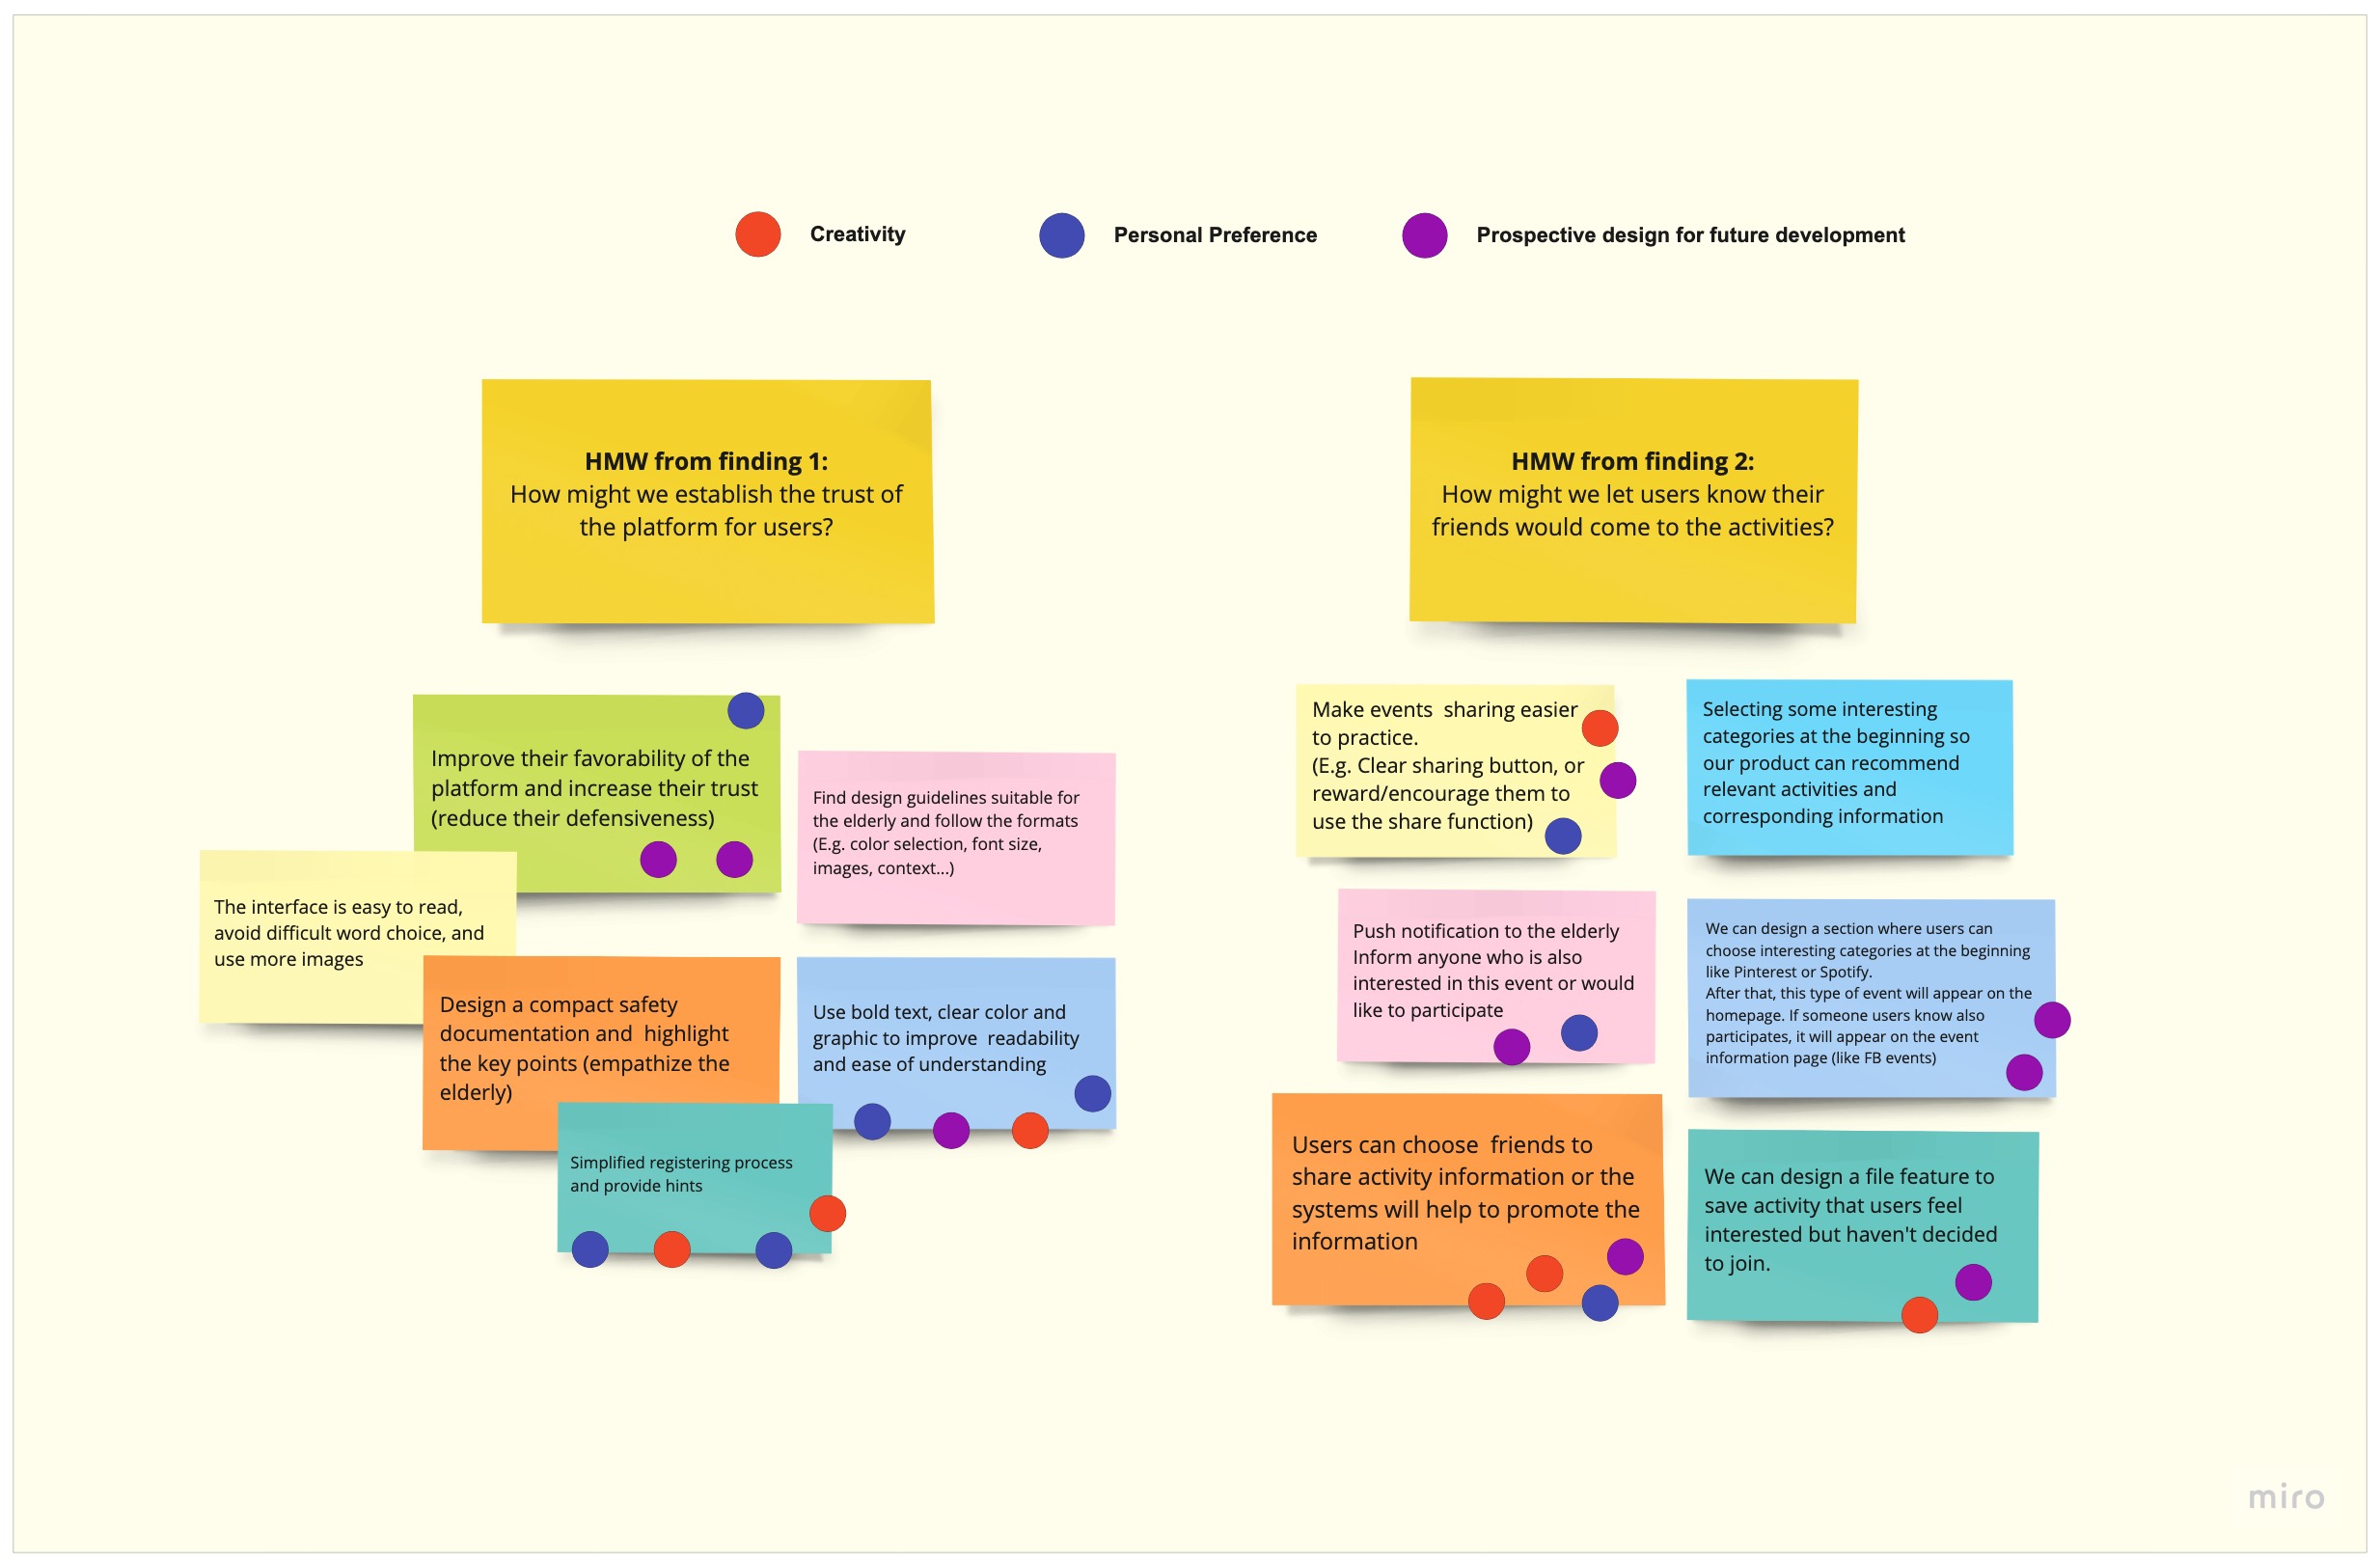 Creativity
Personal Preference
Prospective design for future development
HMW from finding 1:
How might we establish the trust of
the platform for users?
HMW from finding 2:
How might we let users know their
friends would come to the activities?
Improve their favorability of the
platform and increase their trust
(reduce their defensiveness)
Find design guidelines suitable for
the elderly and follow the formats
(E.g. color selection, font size,
images, context...)
The interface is easy to read,
avoid difficult word choice, and
use more images
Design a compact safety
documentation and  highlight
the key points (empathize the
elderly)
Use bold text, clear color and
graphic to improve  readability
and ease of understanding
Simplified registering process
and provide hints
Make events  sharing easier
to practice.
(E.g. Clear sharing button, or
reward/encourage them to
use the share function)
Selecting some interesting
categories at the beginning so
our product can recommend
relevant activities and
corresponding information
Push notification to the elderly
Inform anyone who is also
interested in this event or would
like to participate
We can design a section where users can
choose interesting categories at the beginning
like Pinterest or Spotify.
After that, this type of event will appear on the
homepage. If someone users know also
participates, it will appear on the event
information page (like FB events)
Users can choose  friends to
share activity information or the
systems will help to promote the
information
We can design a file feature to
save activity that users feel
interested but haven't decided
to join.
miro